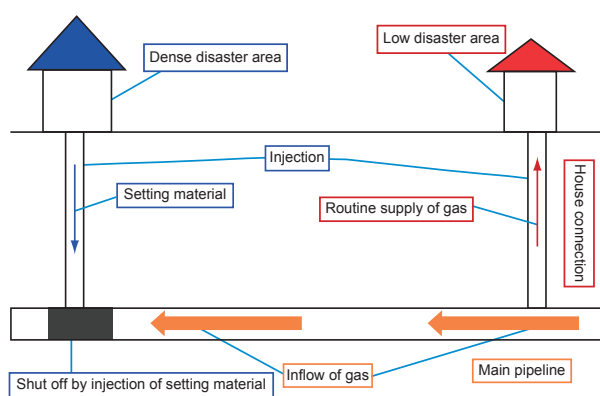 Low disaster area
Dense disaster area
Injection
Setting material
Routine supply of gas
House connection
Inflow of gas
Main pipeline
Shut off by injection of setting material